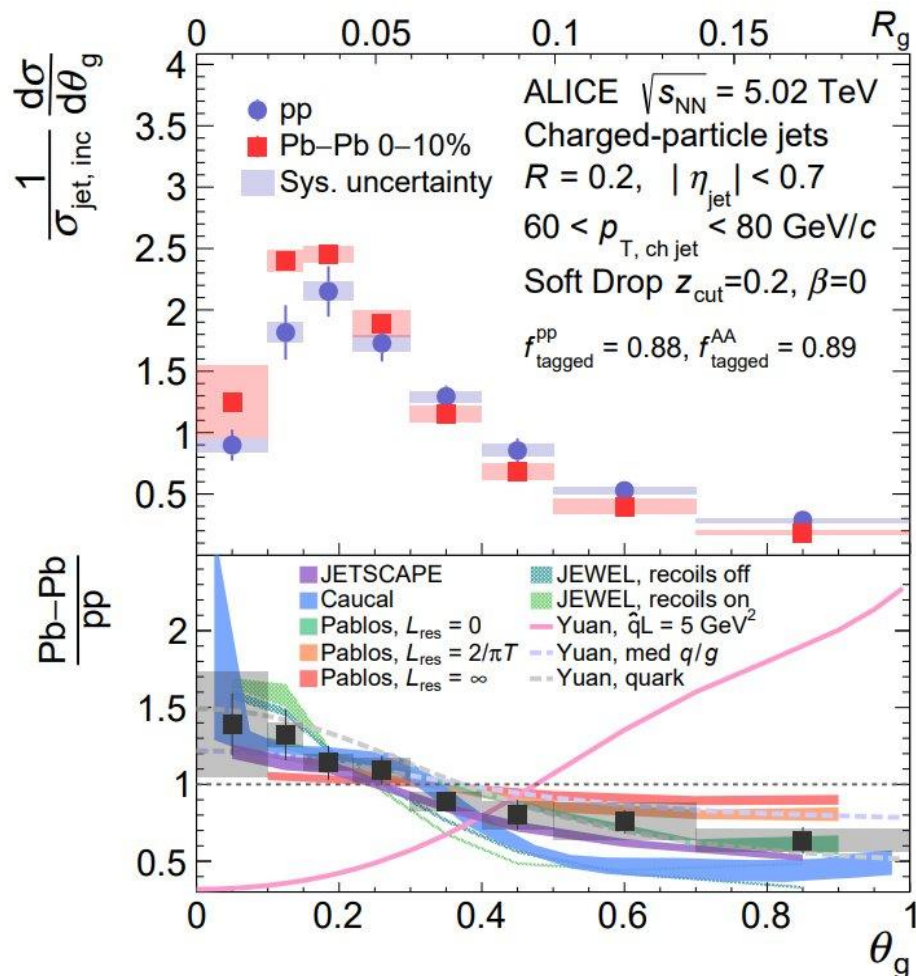 0 0.05 0.1 0.15 R_g
1/σ_jet, inc dσ/dθ_g
4
3.5
3
2.5
2
1.5
1
0.5
pp
Pb–Pb 0–10%
Sys. uncertainty
ALICE √s_NN = 5.02 TeV
Charged-particle jets
R = 0.2, | η_jet | < 0.7
60 < p_T, ch jet < 80 GeV/c
Soft Drop z_cut=0.2, β=0
f^pp_tagged = 0.88, f^AA_tagged = 0.89
Pb–Pb
pp
2
1.5
1
0.5
JETSCAPE
Caucal
Pablos, L_res = 0
Pablos, L_res = 2/πT
Pablos, L_res = ∞
JEWEL, recoils off
JEWEL, recoils on
Yuan, q̂L = 5 GeV²
Yuan, med q/g
Yuan, quark
0 0.2 0.4 0.6 0.8 1
θ_g